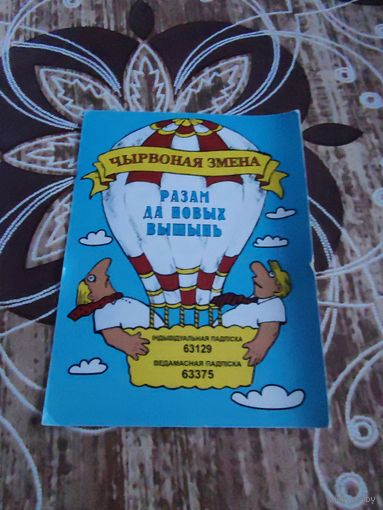 ЧЫРВОНАЯ ЗМЕНА
РАЗАМ
ДА НОВЫХ
ВЫШЫНЬ
ІНДЫВІДУАЛЬНАЯ ПАДПІСКА
63129
ВЕДАМАСНАЯ ПАДПІСКА
63375